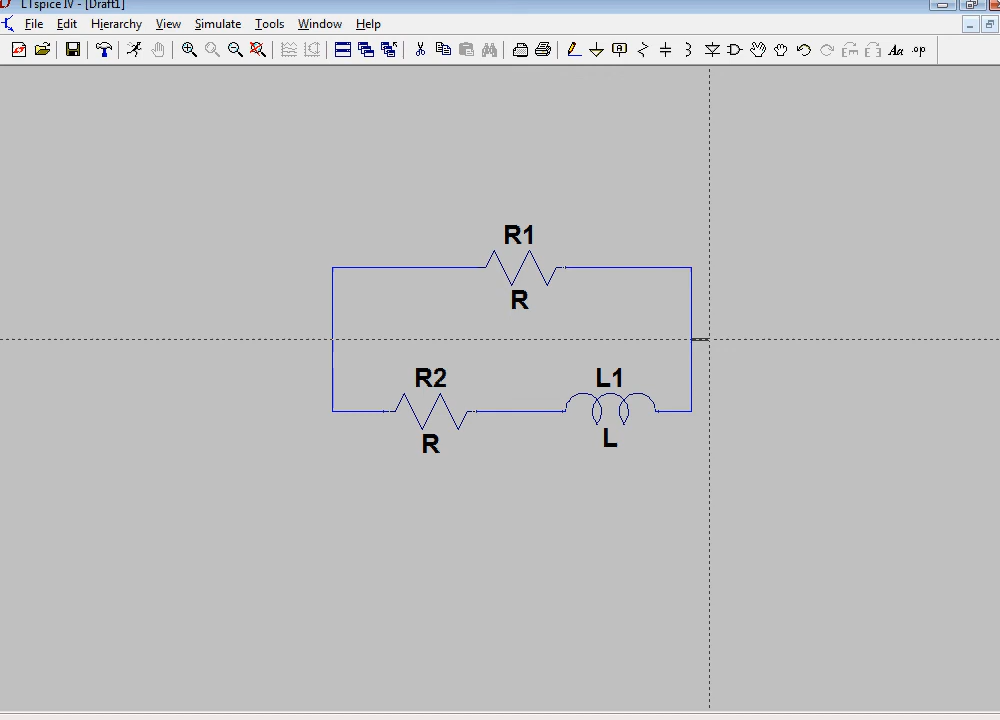 LTspice IV - [Draft1]
File Edit Hierarchy View Simulate Tools Window Help
Aa .op
R1
R
R2 L1
R L